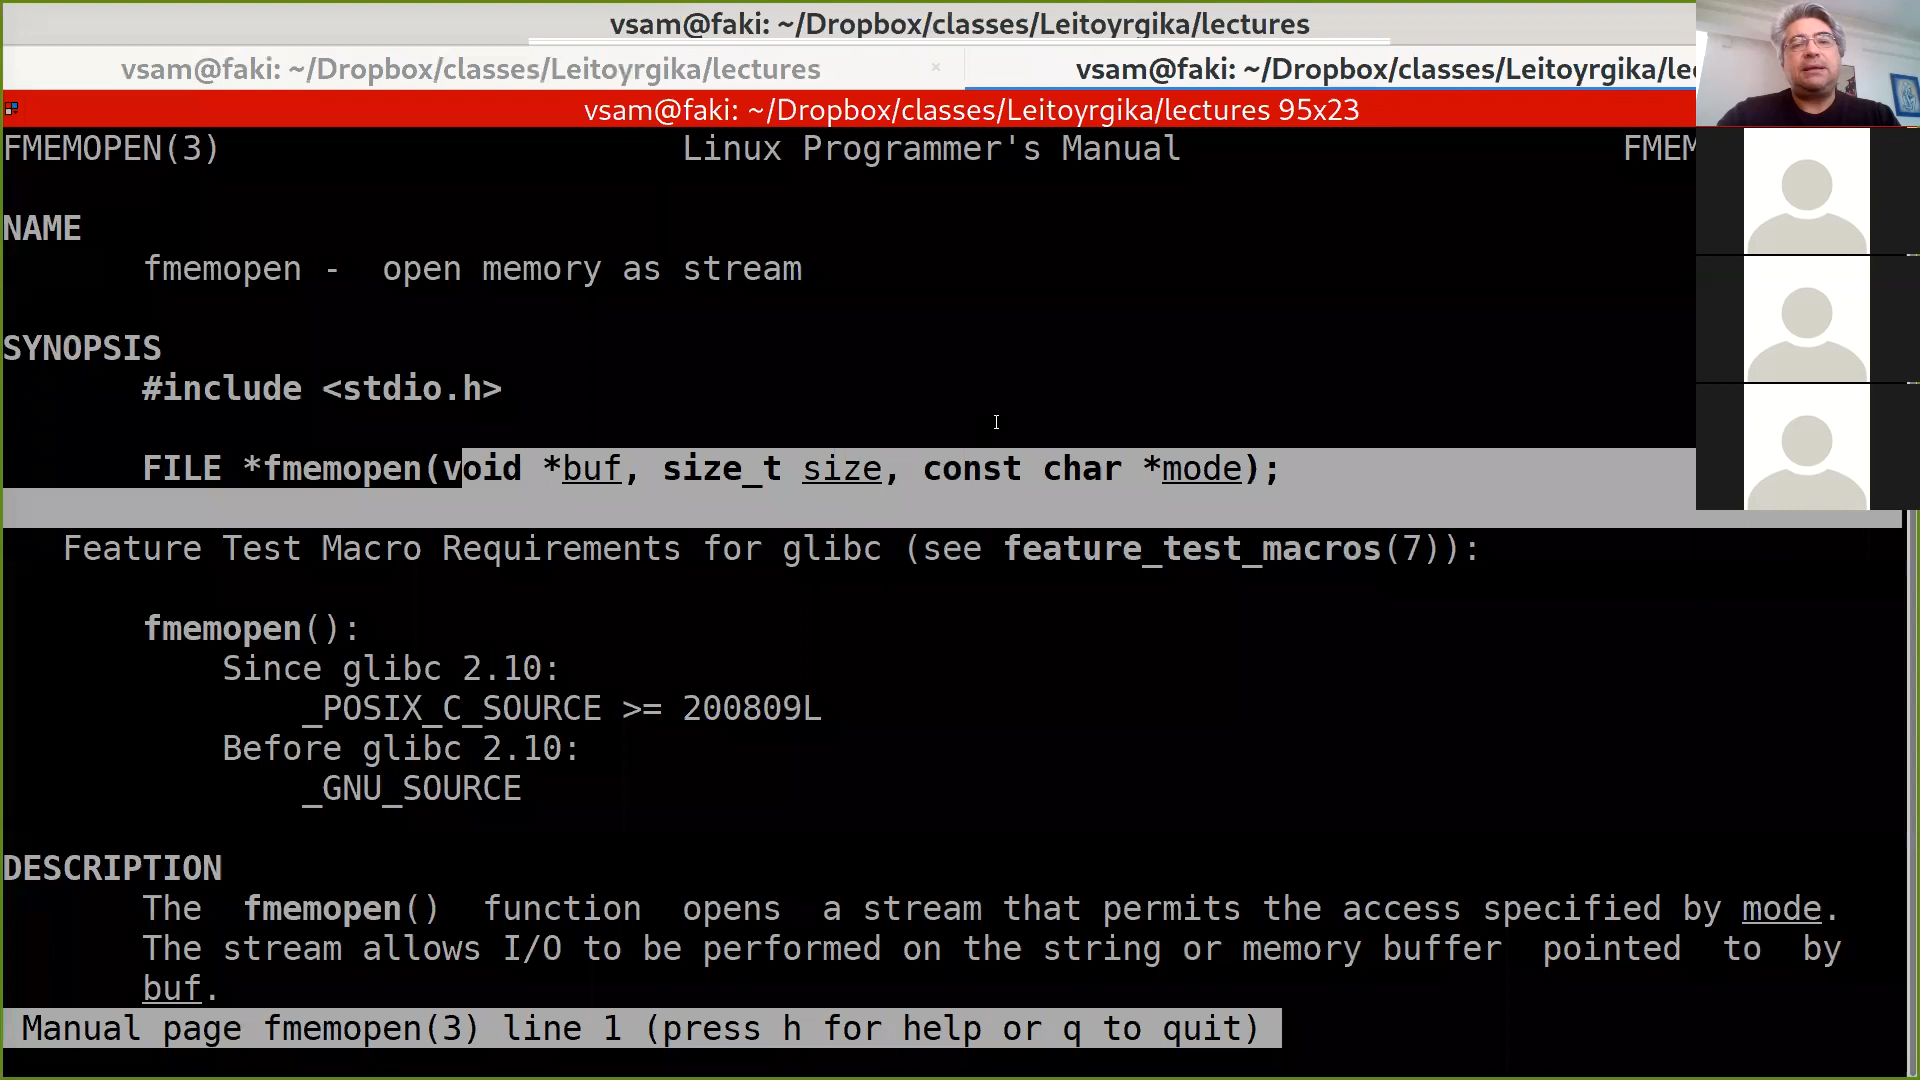 vsam@faki: ~/Dropbox/classes/Leitoyrgika/lectures
vsam@faki: ~/Dropbox/classes/Leitoyrgika/lectures × vsam@faki: ~/Dropbox/classes/Leitoyrgika/le
vsam@faki: ~/Dropbox/classes/Leitoyrgika/lectures 95x23
FMEMOPEN(3) Linux Programmer's Manual FMEM
NAME
fmemopen - open memory as stream
SYNOPSIS
#include <stdio.h>
FILE *fmemopen(void *buf, size_t size, const char *mode);
Feature Test Macro Requirements for glibc (see feature_test_macros(7)):
fmemopen():
Since glibc 2.10:
_POSIX_C_SOURCE >= 200809L
Before glibc 2.10:
_GNU_SOURCE
DESCRIPTION
The fmemopen() function opens a stream that permits the access specified by mode.
The stream allows I/O to be performed on the string or memory buffer pointed to by
buf.
Manual page fmemopen(3) line 1 (press h for help or q to quit)